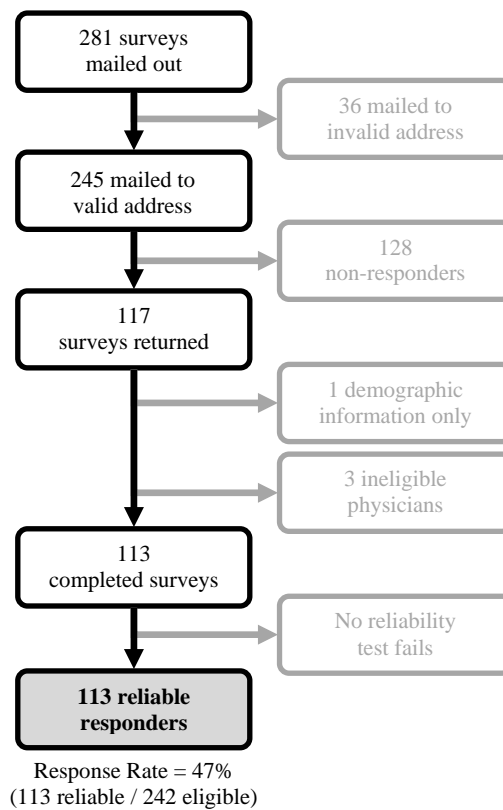 281 surveys
mailed out
36 mailed to
invalid address
245 mailed to
valid address
128
non-responders
117
surveys returned
1 demographic
information only
3 ineligible
physicians
113
completed surveys
No reliability
test fails
113 reliable
responders
Response Rate = 47%
(113 reliable / 242 eligible)